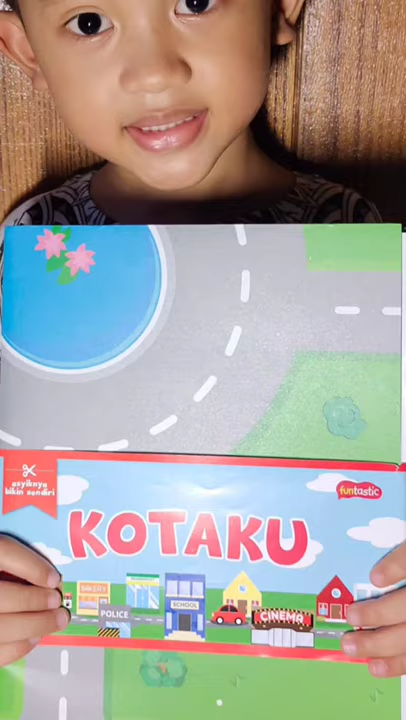 asyiknya
bikin sendiri
funtastic
KOTAKU
BAKERY
POLICE
SCHOOL
CINEMA